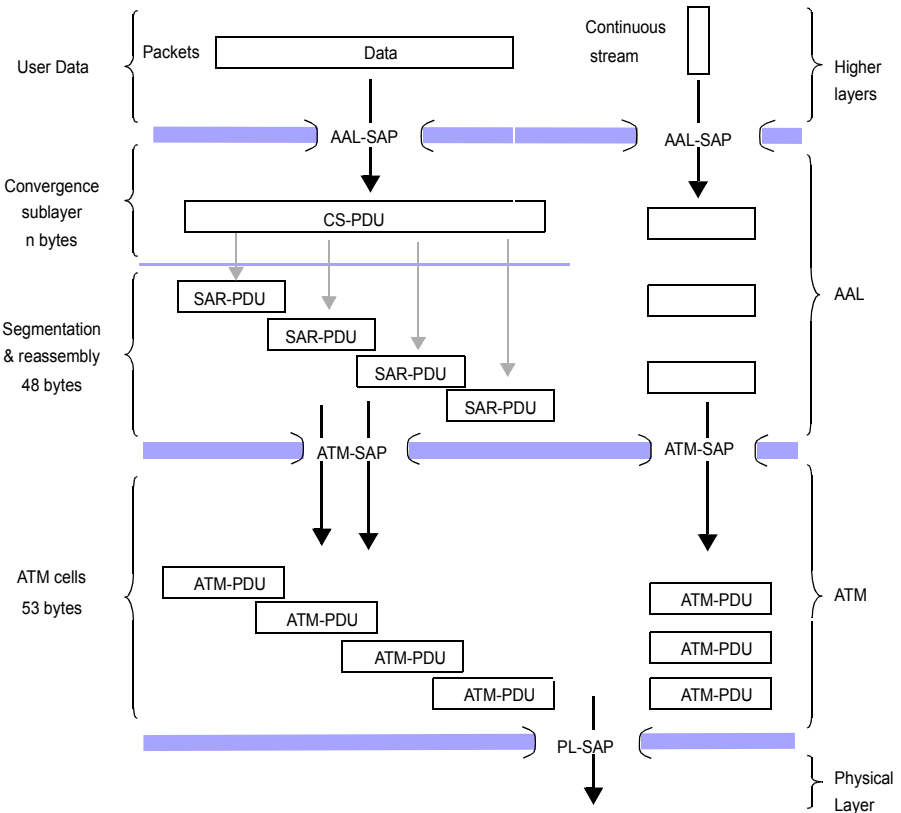 Continuous
stream
Packets
Data
User Data
Higher
layers
AAL-SAP
AAL-SAP
Convergence
sublayer
n bytes
CS-PDU
SAR-PDU
AAL
Segmentation
& reassembly
48 bytes
SAR-PDU
SAR-PDU
SAR-PDU
ATM-SAP
ATM-SAP
ATM cells
53 bytes
ATM-PDU
ATM-PDU
ATM-PDU
ATM-PDU
ATM-PDU
ATM-PDU
ATM-PDU
ATM
PL-SAP
Physical
Layer